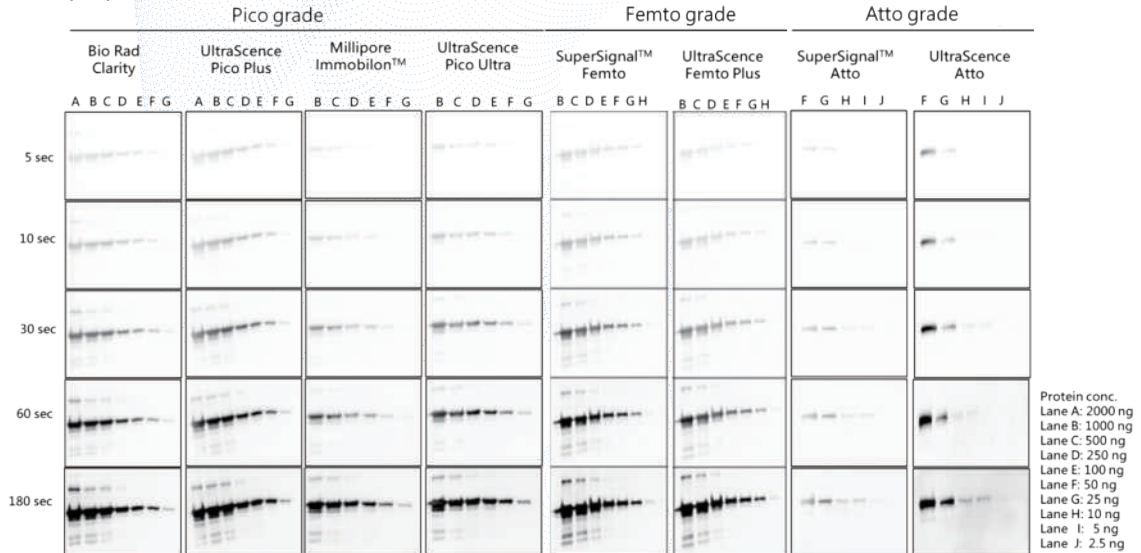 Pico grade Femto grade Atto grade
Bio Rad Clarity
UltraScence Pico Plus
Millipore Immobilon™
UltraScence Pico Ultra
SuperSignal™ Femto
UltraScence Femto Plus
SuperSignal™ Atto
UltraScence Atto
A B C D E F G
A B C D E F G
B C D E F G
B C D E F G
B C D E F G H
B C D E F G H
F G H I J
F G H I J
5 sec
10 sec
30 sec
60 sec
180 sec
Protein conc.
Lane A: 2000 ng
Lane B: 1000 ng
Lane C: 500 ng
Lane D: 250 ng
Lane E: 100 ng
Lane F: 50 ng
Lane G: 25 ng
Lane H: 10 ng
Lane I: 5 ng
Lane J: 2.5 ng